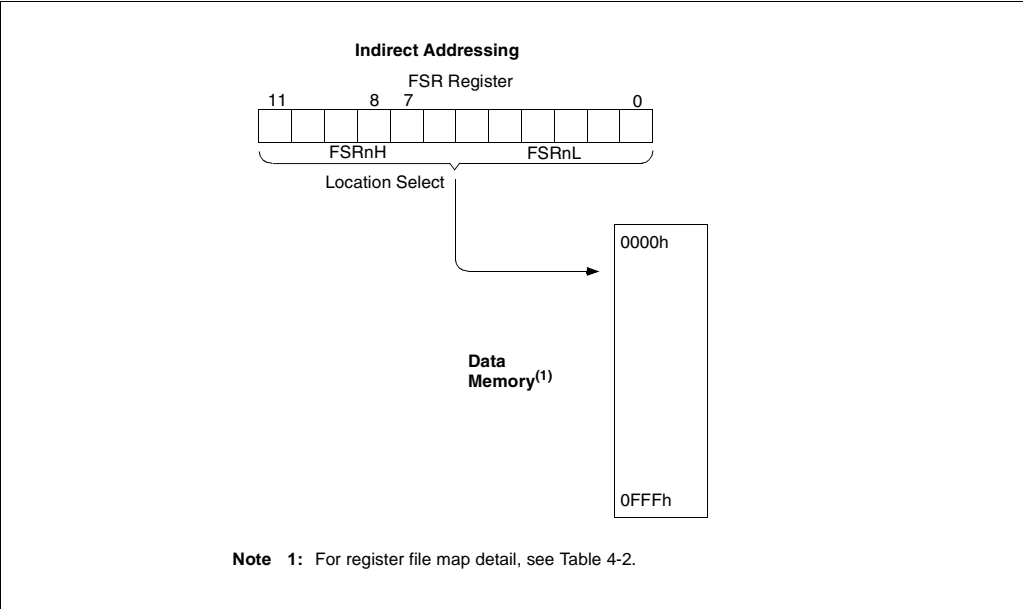 Indirect Addressing
FSR Register
11 8 7 0
FSRnH FSRnL
Location Select
0000h
Data
Memory(1)
0FFFh
Note 1: For register file map detail, see Table 4-2.